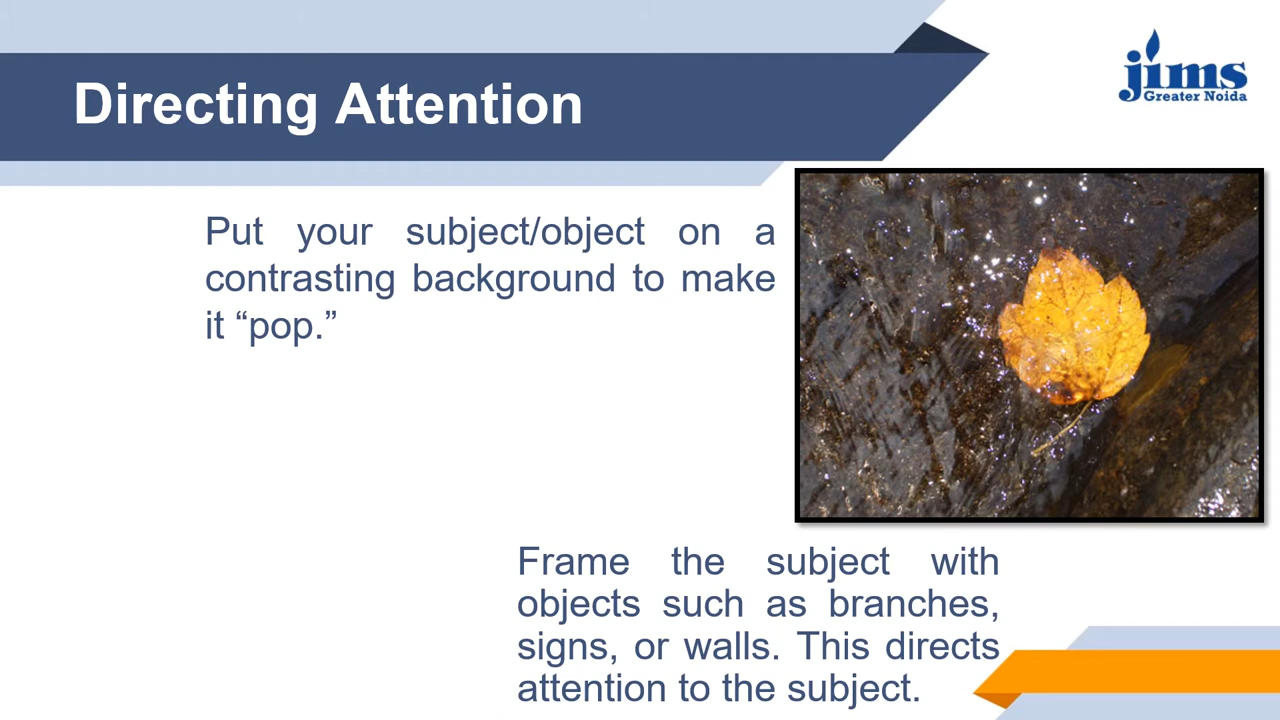 Directing Attention
jims
Greater Noida
Put your subject/object on a
contrasting background to make
it “pop.”
Frame the subject with
objects such as branches,
signs, or walls. This directs
attention to the subject.